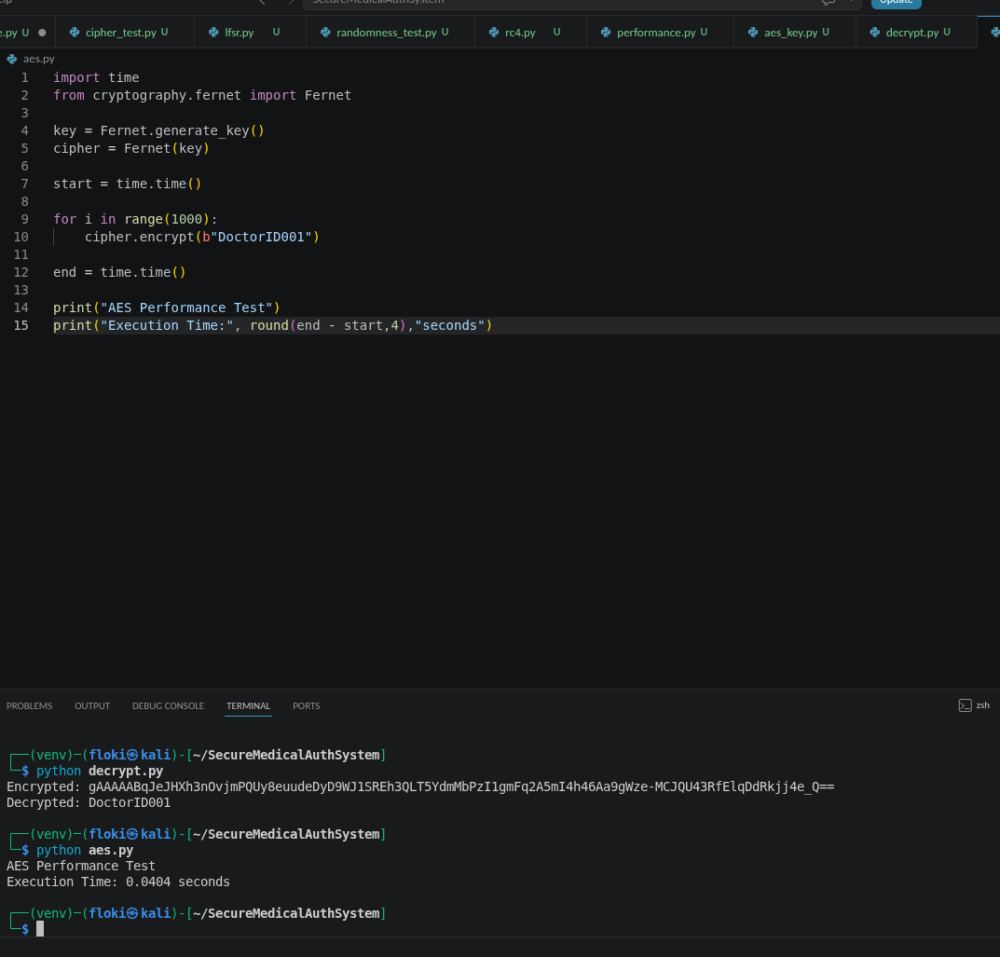 SecureMedicalAuthSystem
Update
e.py U ● cipher_test.py U lfsr.py U randomness_test.py U rc4.py U performance.py U aes_key.py U decrypt.py U
aes.py
1 import time
2 from cryptography.fernet import Fernet
3
4 key = Fernet.generate_key()
5 cipher = Fernet(key)
6
7 start = time.time()
8
9 for i in range(1000):
10     cipher.encrypt(b"DoctorID001")
11
12 end = time.time()
13
14 print("AES Performance Test")
15 print("Execution Time:", round(end - start,4),"seconds")
PROBLEMS OUTPUT DEBUG CONSOLE TERMINAL PORTS zsh
┌──(venv)─(floki㉿kali)-[~/SecureMedicalAuthSystem]
└─$ python decrypt.py
Encrypted: gAAAAABqJeJHXh3nOvjmPQUy8euudeDyD9WJ1SREh3QLT5YdmMbPzI1gmFq2A5mI4h46Aa9gWze-MCJQU43RfElqDdRkjj4e_Q==
Decrypted: DoctorID001
┌──(venv)─(floki㉿kali)-[~/SecureMedicalAuthSystem]
└─$ python aes.py
AES Performance Test
Execution Time: 0.0404 seconds
┌──(venv)─(floki㉿kali)-[~/SecureMedicalAuthSystem]
└─$